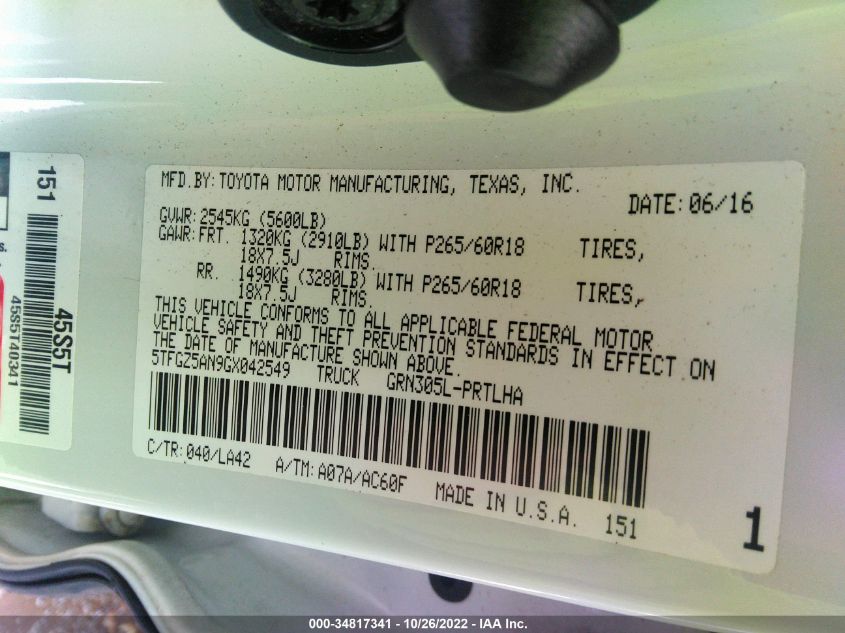 MFD.BY:TOYOTA MOTOR MANUFACTURING, TEXAS, INC.
DATE:06/16
GVWR:2545KG (5600LB)
GAWR:FRT. 1320KG (2910LB) WITH P265/60R18 TIRES,
18X7.5J RIMS.
RR. 1490KG (3280LB) WITH P265/60R18 TIRES,
18X7.5J RIMS.
THIS VEHICLE CONFORMS TO ALL APPLICABLE FEDERAL MOTOR
VEHICLE SAFETY AND THEFT PREVENTION STANDARDS IN EFFECT ON
THE DATE OF MANUFACTURE SHOWN ABOVE.
5TFGZ5AN9GX042549 TRUCK GRN305L-PRTLHA
C/TR:040/LA42 A/TM:A07A/AC60F MADE IN U.S.A. 151
1
151
45S5T
45S5T40341
s.
000-34817341 - 10/26/2022 - IAA Inc.